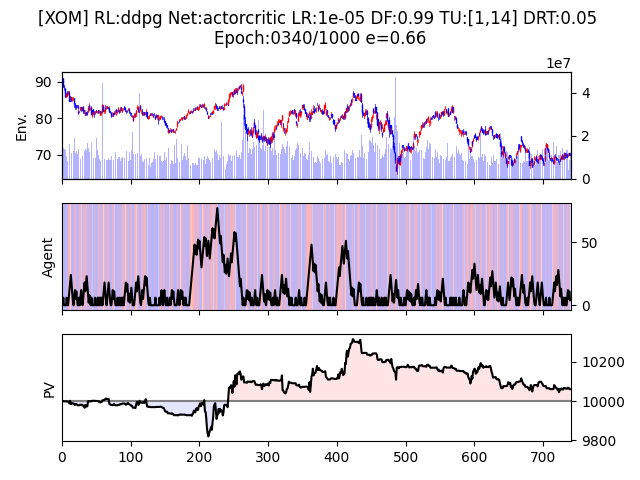 [XOM] RL:ddpg Net:actorcritic LR:1e-05 DF:0.99 TU:[1,14] DRT:0.05
Epoch:0340/1000 e=0.66
1e7
90
80
70
Env.
4
2
0
Agent
50
0
PV
10200
10000
9800
0 100 200 300 400 500 600 700